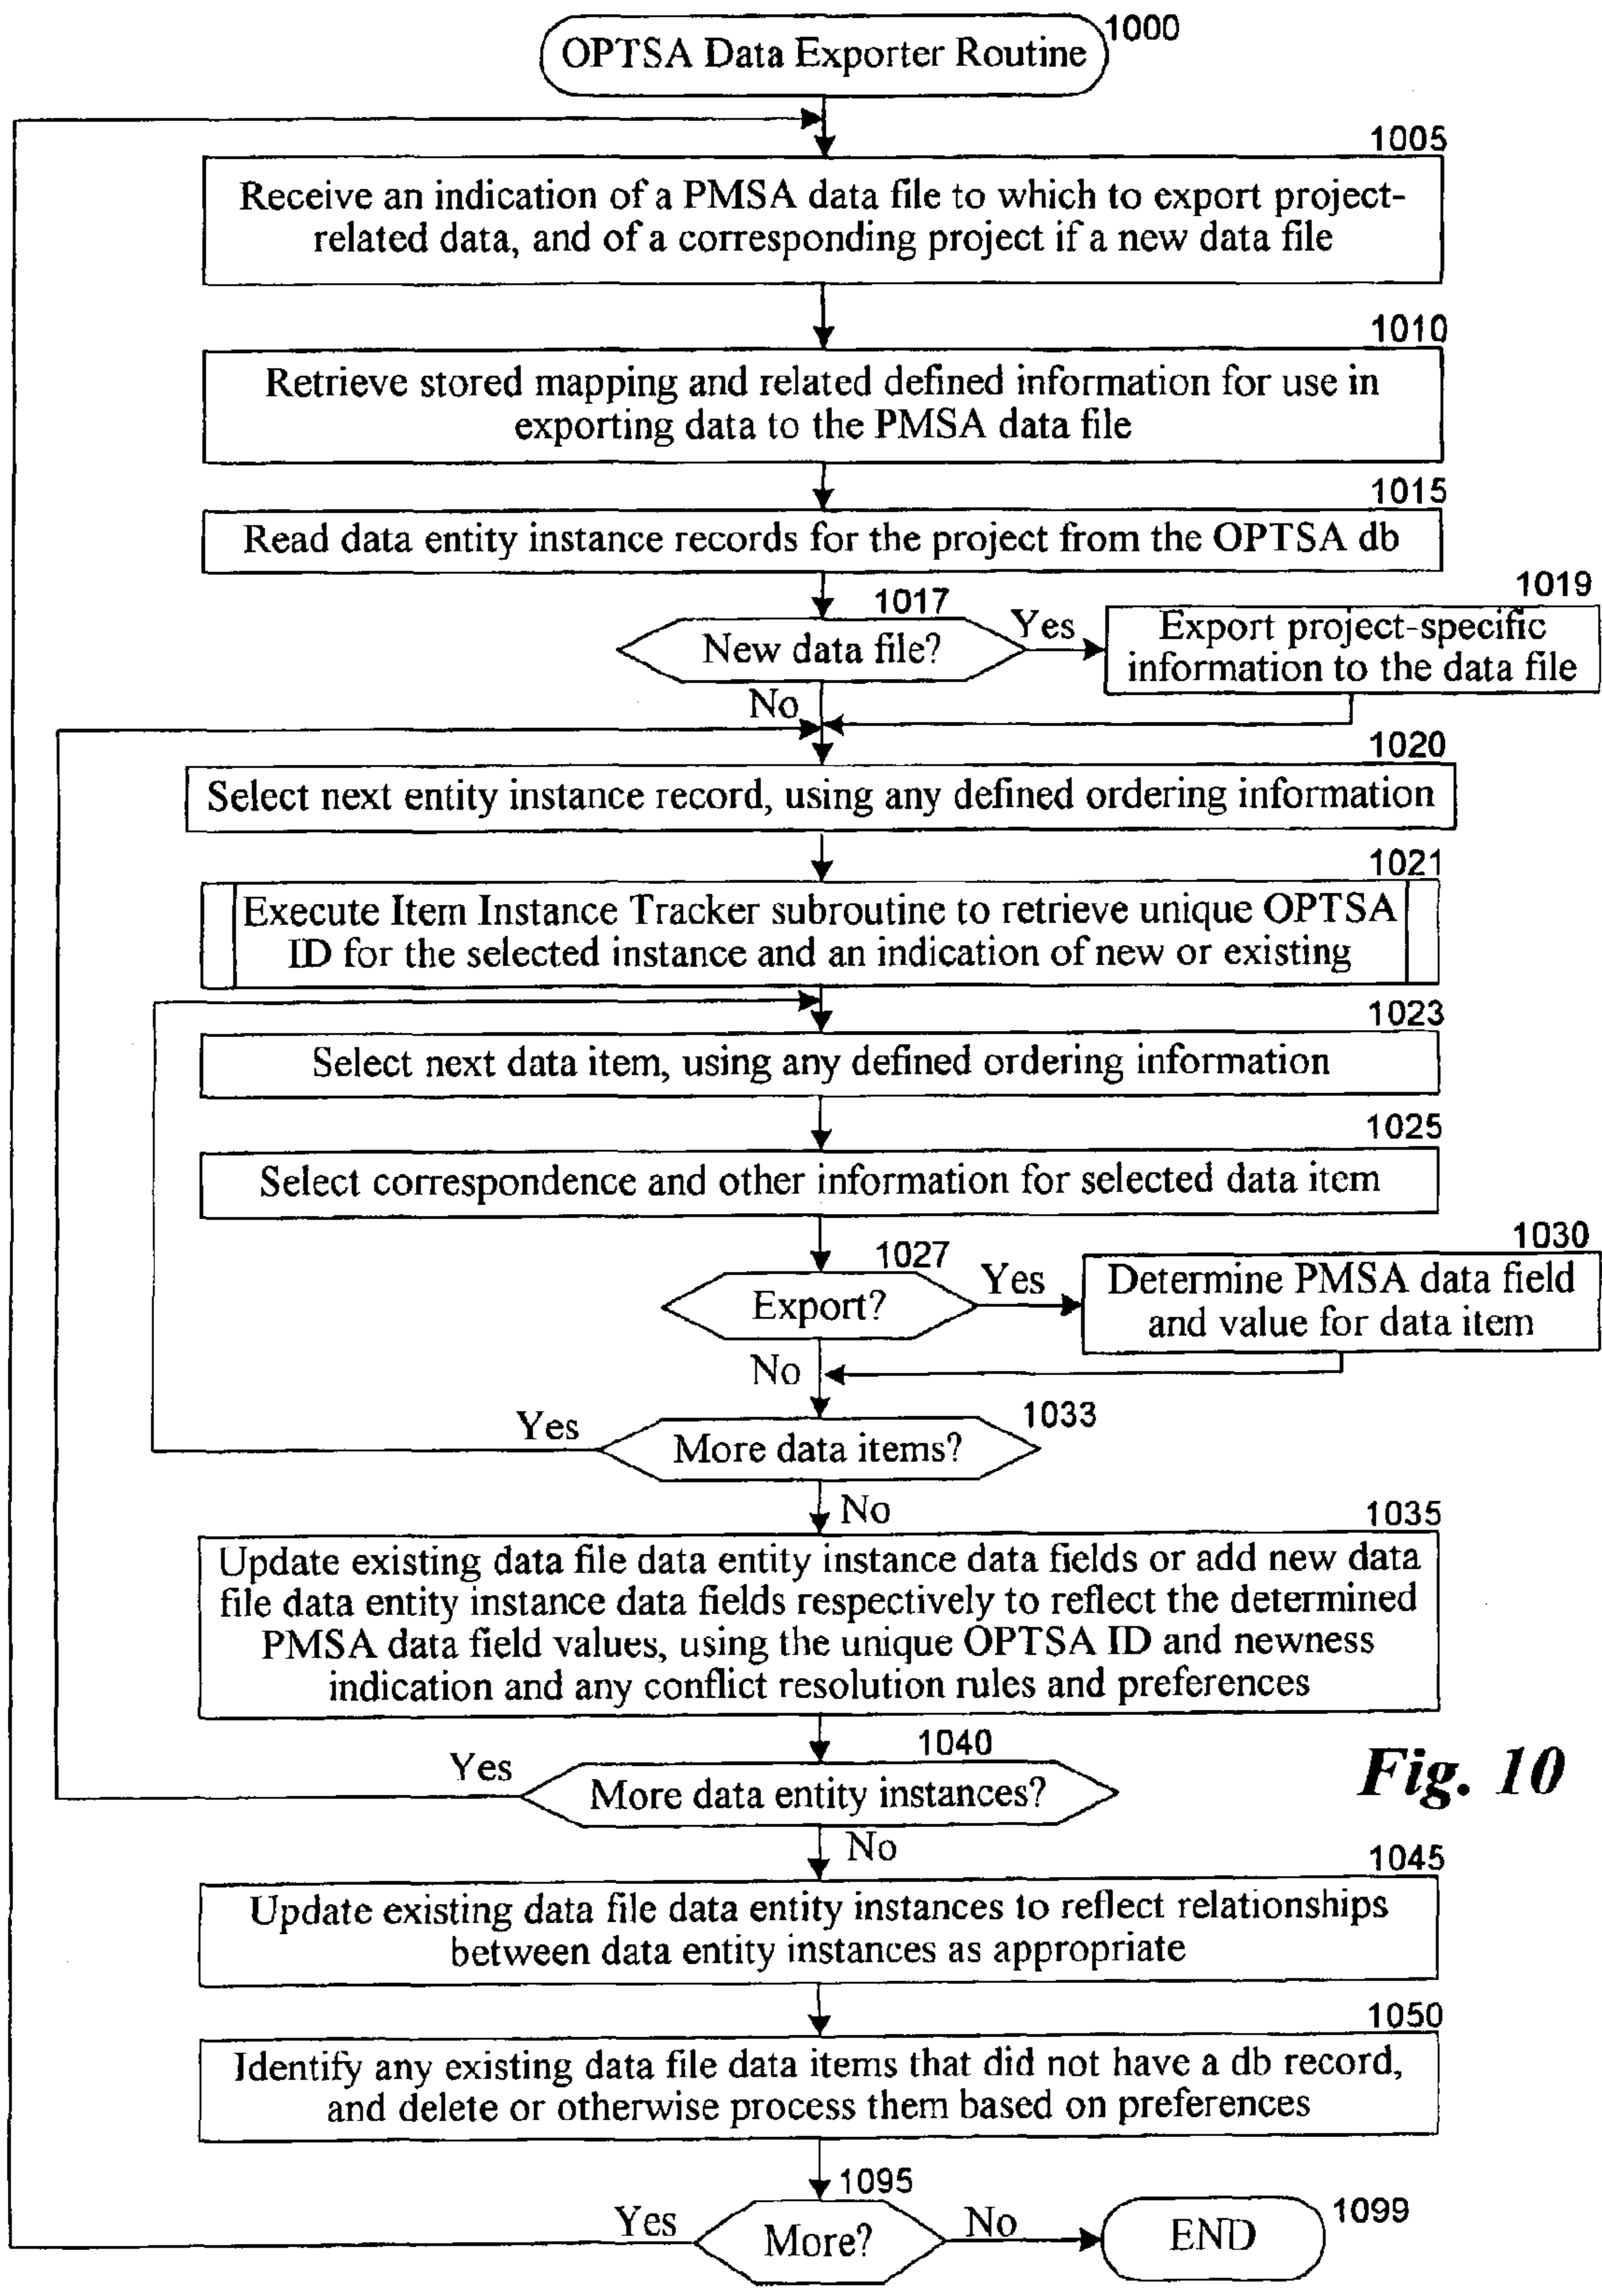 OPTSA Data Exporter Routine
1000
1005
Receive an indication of a PMSA data file to which to export project-
related data, and of a corresponding project if a new data file
1010
Retrieve stored mapping and related defined information for use in
exporting data to the PMSA data file
1015
Read data entity instance records for the project from the OPTSA db
1017
New data file?
Yes
1019
Export project-specific
information to the data file
No
1020
Select next entity instance record, using any defined ordering information
1021
Execute Item Instance Tracker subroutine to retrieve unique OPTSA
ID for the selected instance and an indication of new or existing
1023
Select next data item, using any defined ordering information
1025
Select correspondence and other information for selected data item
1027
Export?
Yes
1030
Determine PMSA data field
and value for data item
No
1033
More data items?
Yes
No
1035
Update existing data file data entity instance data fields or add new data
file data entity instance data fields respectively to reflect the determined
PMSA data field values, using the unique OPTSA ID and newness
indication and any conflict resolution rules and preferences
1040
More data entity instances?
Yes
No
Fig. 10
1045
Update existing data file data entity instances to reflect relationships
between data entity instances as appropriate
1050
Identify any existing data file data items that did not have a db record,
and delete or otherwise process them based on preferences
1095
More?
Yes
No
END
1099